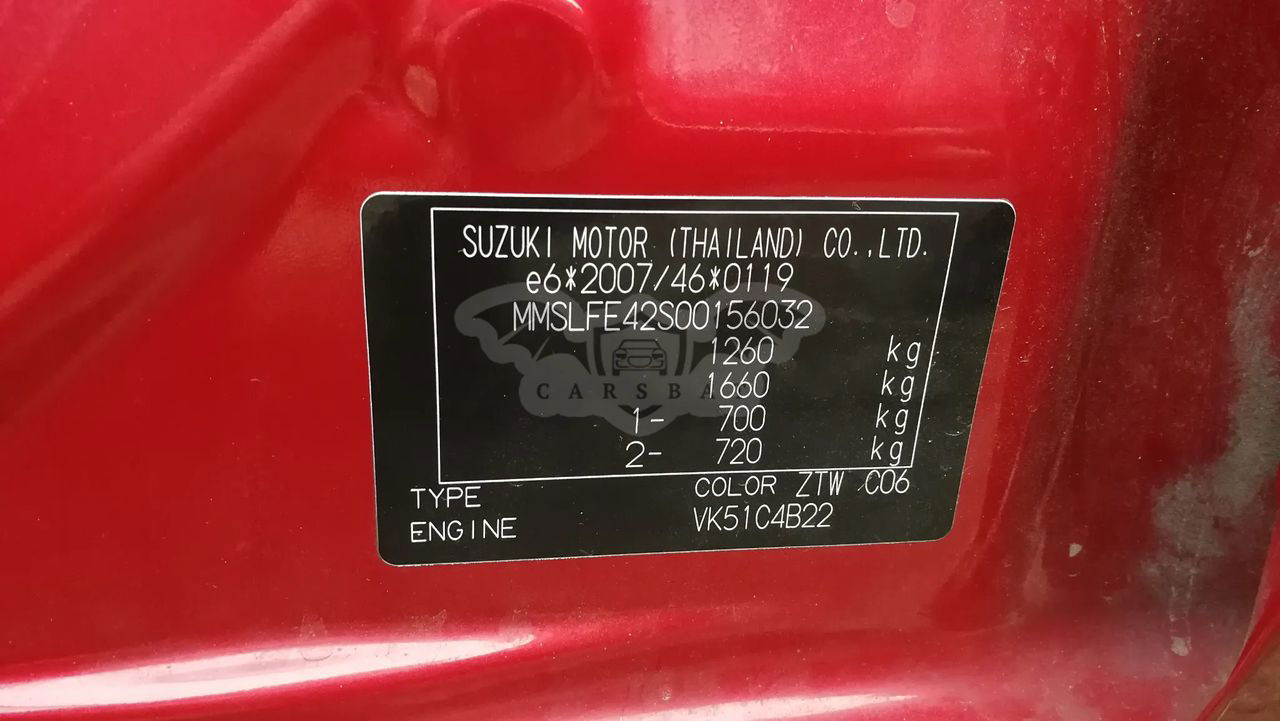 SUZUKI MOTOR (THAILAND) CO.,LTD.
e6*2007/46*0119
MMSLFE42S00156032
1260 kg
CARSBA
1660 kg
1- 700 kg
2- 720 kg
TYPE COLOR ZTW C06
ENGINE VK51C4B22